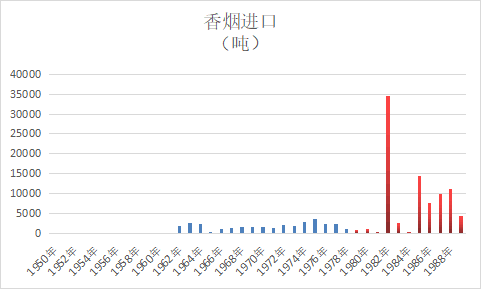 香烟进口
（吨）
40000
35000
30000
25000
20000
15000
10000
5000
0
1950年
1952年
1954年
1956年
1958年
1960年
1962年
1964年
1966年
1968年
1970年
1972年
1974年
1976年
1978年
1980年
1982年
1984年
1986年
1988年